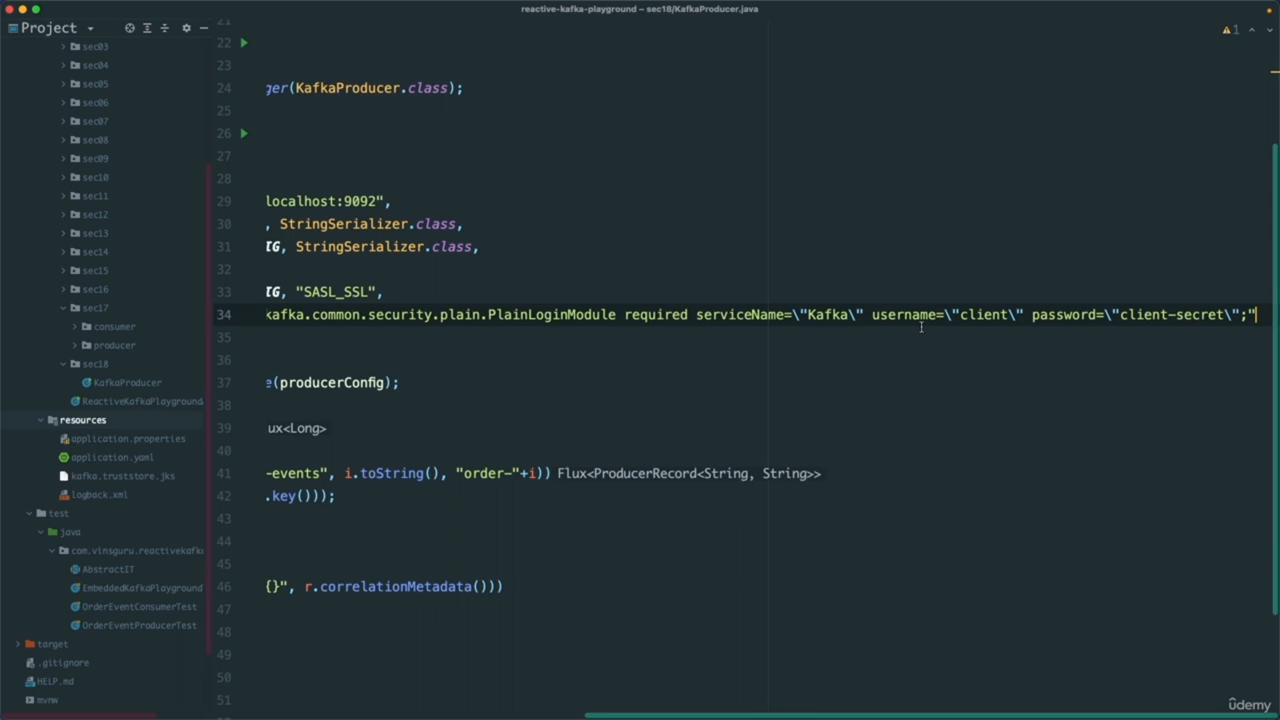 reactive-kafka-playground – sec18/KafkaProducer.java
Project
1
sec03
sec04
sec05
sec06
sec07
sec08
sec09
sec10
sec11
sec12
sec13
sec14
sec15
sec16
sec17
consumer
producer
sec18
KafkaProducer
ReactiveKafkaPlayground
resources
application.properties
application.yaml
kafka.truststore.jks
logback.xml
test
java
com.vinsguru.reactivekafk
AbstractIT
EmbeddedKafkaPlayground
OrderEventConsumerTest
OrderEventProducerTest
target
.gitignore
HELP.md
mvnw
21
22
23
24 ger(KafkaProducer.class);
25
26
27
28
29 localhost:9092",
30 , StringSerializer.class,
31 IG, StringSerializer.class,
32
33 IG, "SASL_SSL",
34 kafka.common.security.plain.PlainLoginModule required serviceName=\"Kafka\" username=\"client\" password=\"client-secret\";"
35
36
37 e(producerConfig);
38
39 ux<Long>
40
41 -events", i.toString(), "order-"+i)) Flux<ProducerRecord<String, String>>
42 .key()));
43
44
45
46 {}", r.correlationMetadata()))
47
48
49
50
51
udemy